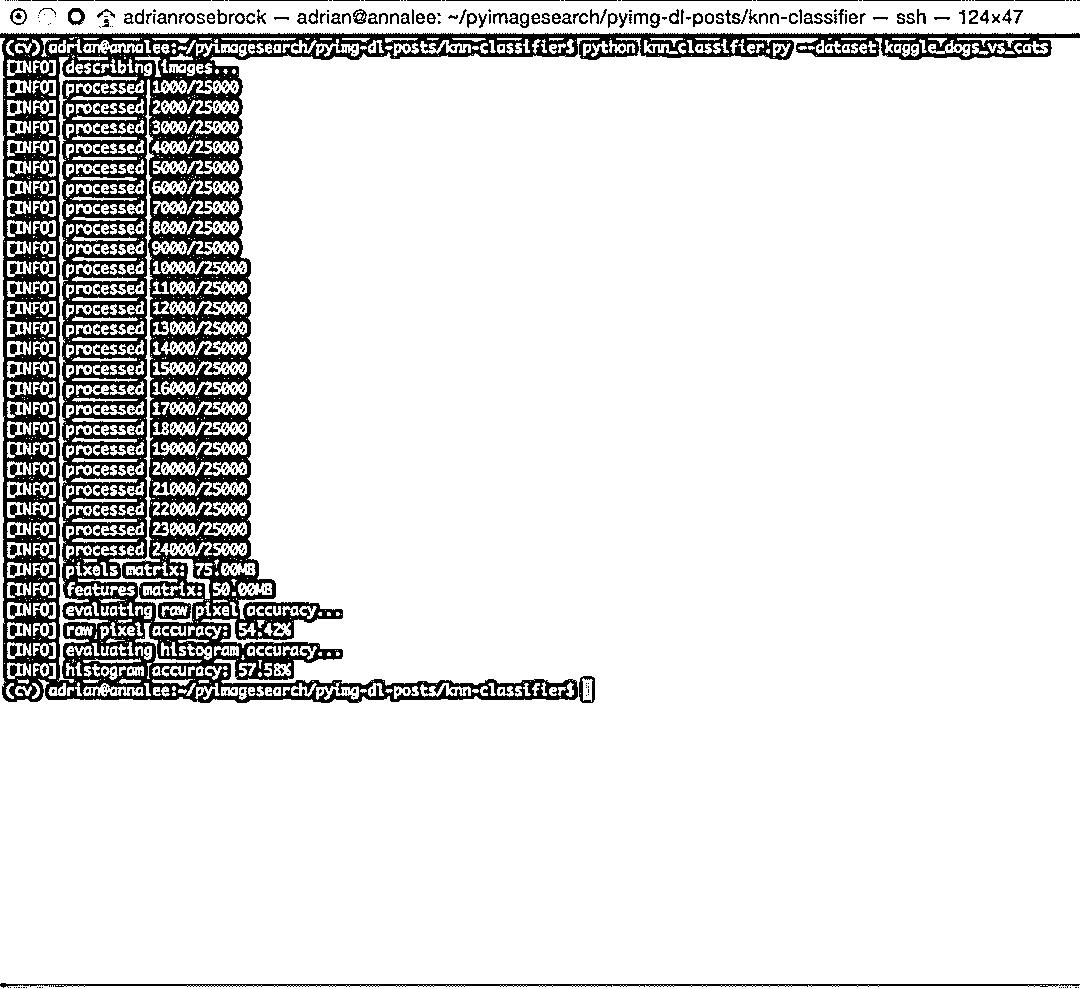 adrianrosebrock — adrian@annalee: ~/pyimagesearch/pyimg-dl-posts/knn-classifier — ssh — 124×47
(cv) adrian@annalee:~/pyimagesearch/pyimg-dl-posts/knn-classifier$ python knn_classifier.py --dataset kaggle_dogs_vs_cats
[INFO] describing images...
[INFO] processed 1000/25000
[INFO] processed 2000/25000
[INFO] processed 3000/25000
[INFO] processed 4000/25000
[INFO] processed 5000/25000
[INFO] processed 6000/25000
[INFO] processed 7000/25000
[INFO] processed 8000/25000
[INFO] processed 9000/25000
[INFO] processed 10000/25000
[INFO] processed 11000/25000
[INFO] processed 12000/25000
[INFO] processed 13000/25000
[INFO] processed 14000/25000
[INFO] processed 15000/25000
[INFO] processed 16000/25000
[INFO] processed 17000/25000
[INFO] processed 18000/25000
[INFO] processed 19000/25000
[INFO] processed 20000/25000
[INFO] processed 21000/25000
[INFO] processed 22000/25000
[INFO] processed 23000/25000
[INFO] processed 24000/25000
[INFO] pixels matrix: 75.00MB
[INFO] features matrix: 50.00MB
[INFO] evaluating raw pixel accuracy...
[INFO] raw pixel accuracy: 54.42%
[INFO] evaluating histogram accuracy...
[INFO] histogram accuracy: 57.58%
(cv) adrian@annalee:~/pyimagesearch/pyimg-dl-posts/knn-classifier$